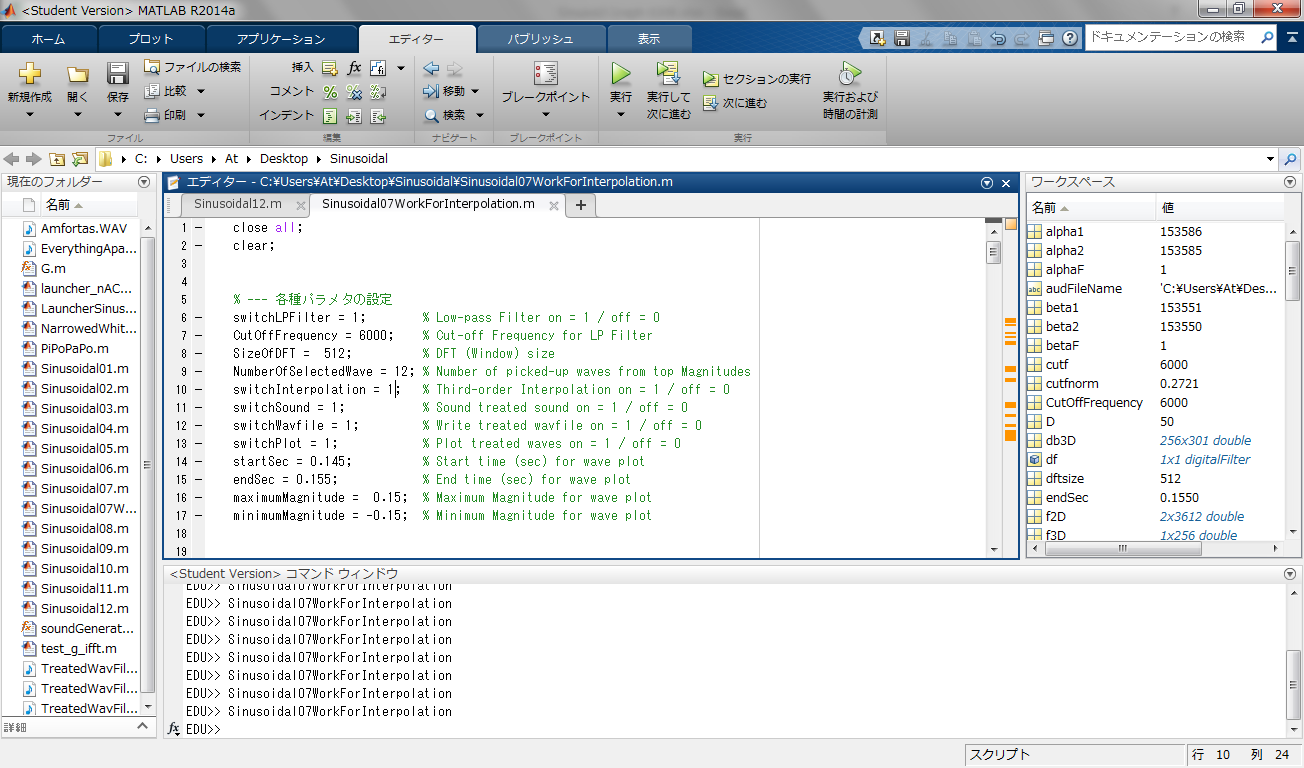 <Student Version> MATLAB R2014a
ホーム プロット アプリケーション エディター パブリッシュ 表示 ドキュメンテーションの検索
新規作成 開く 保存 ファイルの検索 比較 印刷 ファイル
挿入 fx コメント インデント 編集
移動 検索 ナビゲート
ブレークポイント ブレークポイント
実行 実行して次に進む セクションの実行 次に進む 実行および時間の計測 実行
C: Users At Desktop Sinusoidal
現在のフォルダー
名前
Amfortas.WAV
EverythingApa...
G.m
launcher_nAC...
LauncherSinus...
NarrowedWhit...
PiPoPaPo.m
Sinusoidal01.m
Sinusoidal02.m
Sinusoidal03.m
Sinusoidal04.m
Sinusoidal05.m
Sinusoidal06.m
Sinusoidal07.m
Sinusoidal07W...
Sinusoidal08.m
Sinusoidal09.m
Sinusoidal10.m
Sinusoidal11.m
Sinusoidal12.m
soundGenerat...
test_g_ifft.m
TreatedWavFil...
TreatedWavFil...
TreatedWavFil...
詳細
エディター - C:¥Users¥At¥Desktop¥Sinusoidal¥Sinusoidal07WorkForInterpolation.m
Sinusoidal12.m Sinusoidal07WorkForInterpolation.m
1 – close all;
2 – clear;
3
4
5 % --- 各種パラメタの設定
6 – switchLPFilter = 1; % Low-pass Filter on = 1 / off = 0
7 – CutOffFrequency = 6000; % Cut-off Frequency for LP Filter
8 – SizeOfDFT = 512; % DFT (Window) size
9 – NumberOfSelectedWave = 12; % Number of picked-up waves from top Magnitudes
10 – switchInterpolation = 1; % Third-order Interpolation on = 1 / off = 0
11 – switchSound = 1; % Sound treated sound on = 1 / off = 0
12 – switchWavfile = 1; % Write treated wavfile on = 1 / off = 0
13 – switchPlot = 1; % Plot treated waves on = 1 / off = 0
14 – startSec = 0.145; % Start time (sec) for wave plot
15 – endSec = 0.155; % End time (sec) for wave plot
16 – maximumMagnitude = 0.15; % Maximum Magnitude for wave plot
17 – minimumMagnitude = -0.15; % Minimum Magnitude for wave plot
18
19
<Student Version> コマンド ウィンドウ
EDU>> Sinusoidal07WorkForInterpolation
EDU>> Sinusoidal07WorkForInterpolation
EDU>> Sinusoidal07WorkForInterpolation
EDU>> Sinusoidal07WorkForInterpolation
EDU>> Sinusoidal07WorkForInterpolation
EDU>> Sinusoidal07WorkForInterpolation
EDU>> Sinusoidal07WorkForInterpolation
EDU>> Sinusoidal07WorkForInterpolation
fx EDU>>
ワークスペース
名前 値
alpha1 153586
alpha2 153585
alphaF 1
audFileName 'C:¥Users¥At¥Des...
beta1 153551
beta2 153550
betaF 1
cutf 6000
cutfnorm 0.2721
CutOffFrequency 6000
D 50
db3D 256x301 double
df 1x1 digitalFilter
dftsize 512
endSec 0.1550
f2D 2x3612 double
f3D 1x256 double
スクリプト 行 10 列 24